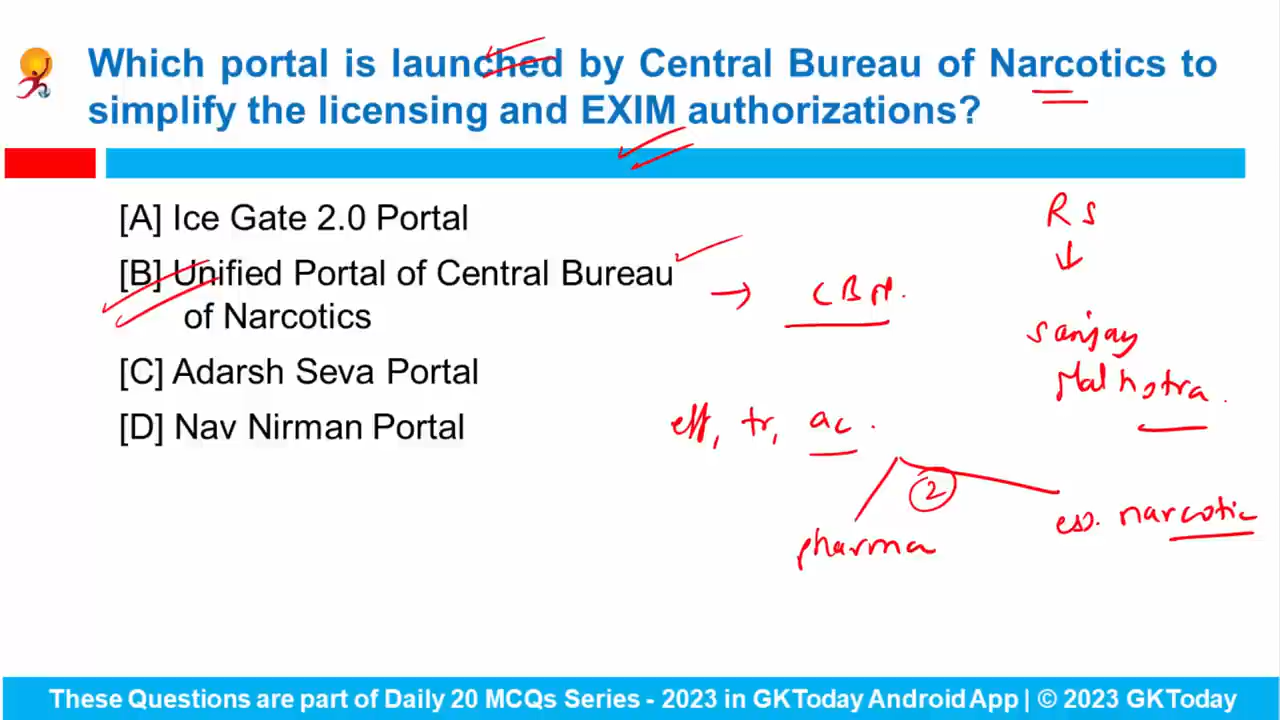 Which portal is launched by Central Bureau of Narcotics to
simplify the licensing and EXIM authorizations?
[A] Ice Gate 2.0 Portal
[B] Unified Portal of Central Bureau
of Narcotics
[C] Adarsh Seva Portal
[D] Nav Nirman Portal
RS
sanjay
Malhotra.
CBN.
eff, tr, ac.
2
pharma
ess. narcotic
These Questions are part of Daily 20 MCQs Series - 2023 in GKToday Android App | © 2023 GKToday